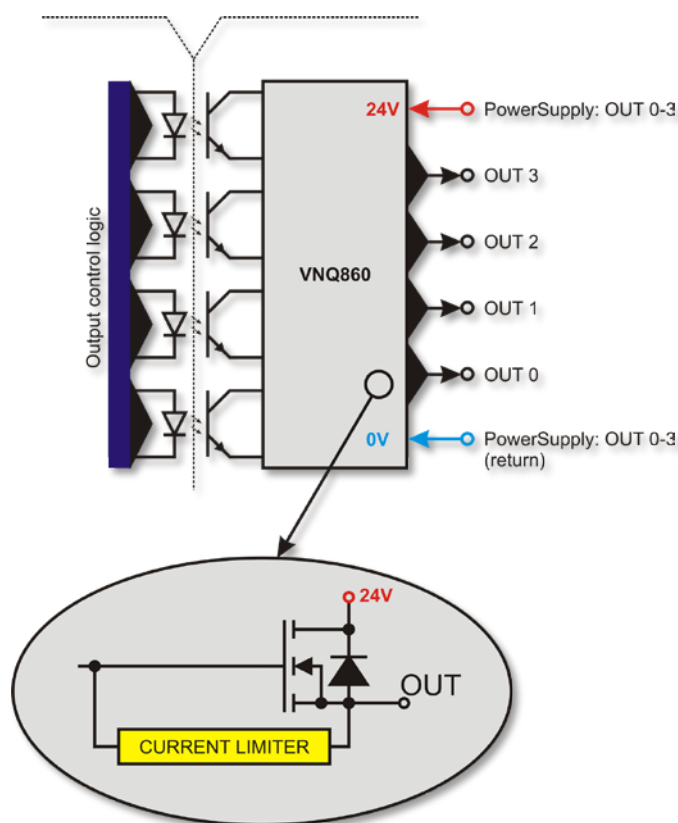 24V
PowerSupply: OUT 0-3
OUT 3
OUT 2
VNQ860
OUT 1
OUT 0
0V
PowerSupply: OUT 0-3
(return)
Output control logic
24V
OUT
CURRENT LIMITER